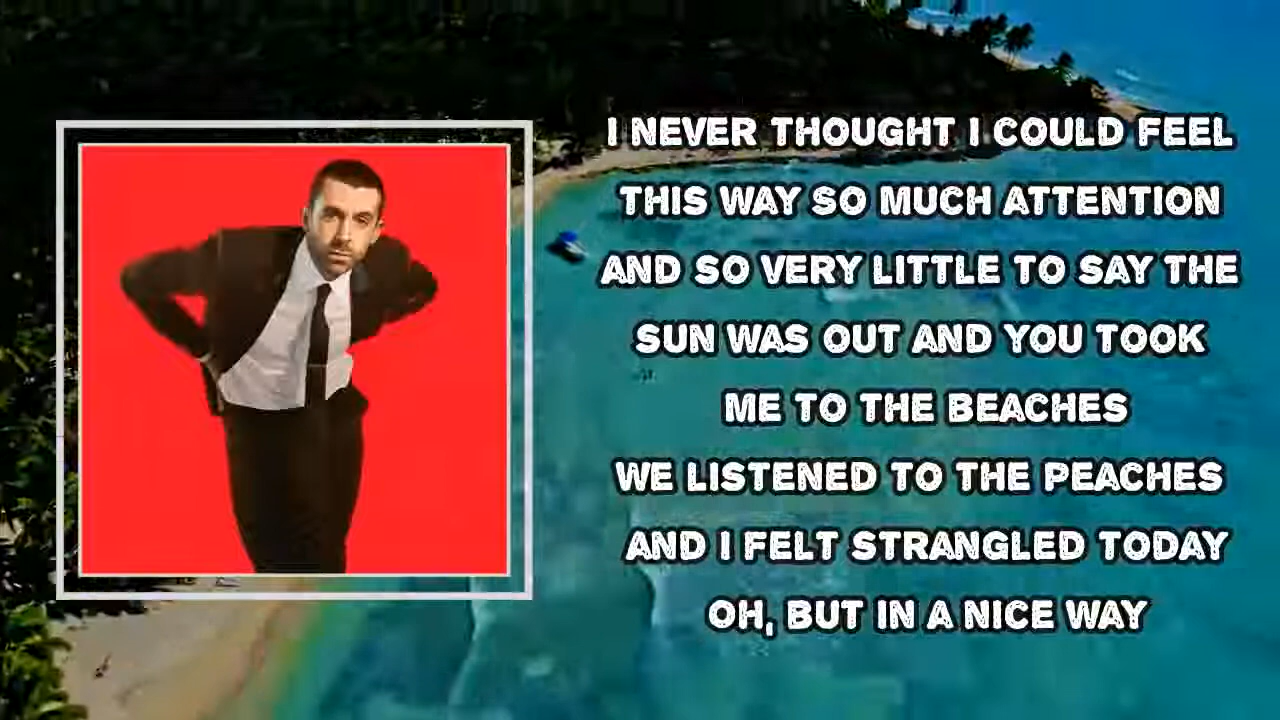 I NEVER THOUGHT I COULD FEEL
THIS WAY SO MUCH ATTENTION
AND SO VERY LITTLE TO SAY THE
SUN WAS OUT AND YOU TOOK
ME TO THE BEACHES
WE LISTENED TO THE PEACHES
AND I FELT STRANGLED TODAY
OH, BUT IN A NICE WAY